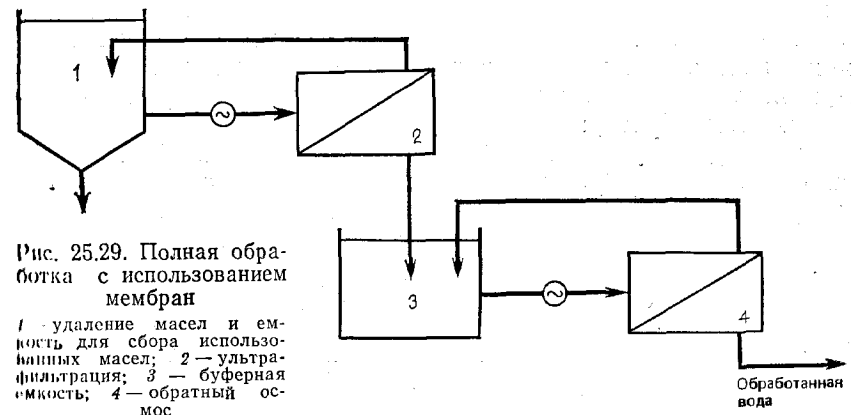 1
2
3
4
Рис. 25.29. Полная обра-
ботка с использованием
мембран
1 - удаление масел и ем-
кость для сбора использо-
ванных масел; 2 — ультра-
фильтрация; 3 — буферная
емкость; 4 — обратный ос-
мос
Обработанная
вода